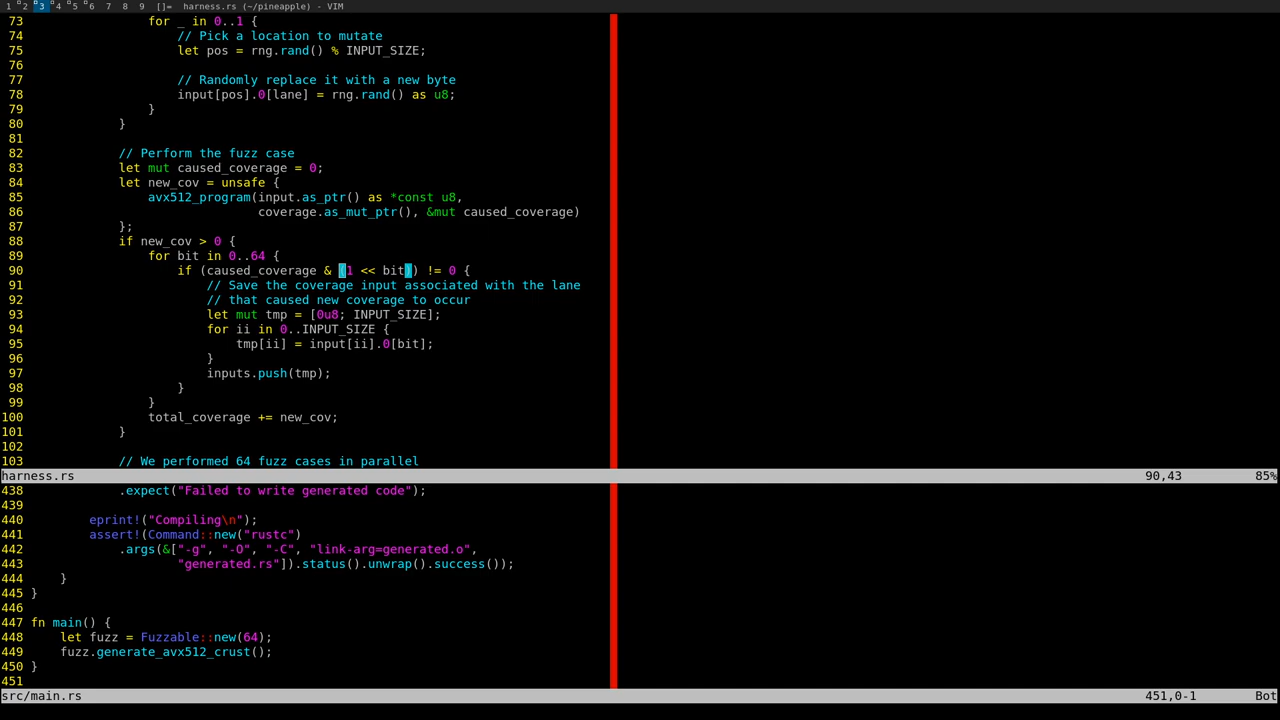 1 2 3 4 5 6 7 8 9 []= harness.rs (~/pineapple) - VIM
73                 for _ in 0..1 {
74                     // Pick a location to mutate
75                     let pos = rng.rand() % INPUT_SIZE;
76
77                     // Randomly replace it with a new byte
78                     input[pos].0[lane] = rng.rand() as u8;
79                 }
80             }
81
82             // Perform the fuzz case
83             let mut caused_coverage = 0;
84             let new_cov = unsafe {
85                 avx512_program(input.as_ptr() as *const u8,
86                                coverage.as_mut_ptr(), &mut caused_coverage)
87             };
88             if new_cov > 0 {
89                 for bit in 0..64 {
90                     if (caused_coverage & (1 << bit)) != 0 {
91                         // Save the coverage input associated with the lane
92                         // that caused new coverage to occur
93                         let mut tmp = [0u8; INPUT_SIZE];
94                         for ii in 0..INPUT_SIZE {
95                             tmp[ii] = input[ii].0[bit];
96                         }
97                         inputs.push(tmp);
98                     }
99                 }
100                 total_coverage += new_cov;
101             }
102
103             // We performed 64 fuzz cases in parallel
harness.rs 90,43 85%
438             .expect("Failed to write generated code");
439
440         eprint!("Compiling\n");
441         assert!(Command::new("rustc")
442             .args(&["-g", "-O", "-C", "link-arg=generated.o",
443                     "generated.rs"]).status().unwrap().success());
444     }
445 }
446
447 fn main() {
448     let fuzz = Fuzzable::new(64);
449     fuzz.generate_avx512_crust();
450 }
451
src/main.rs 451,0-1 Bot